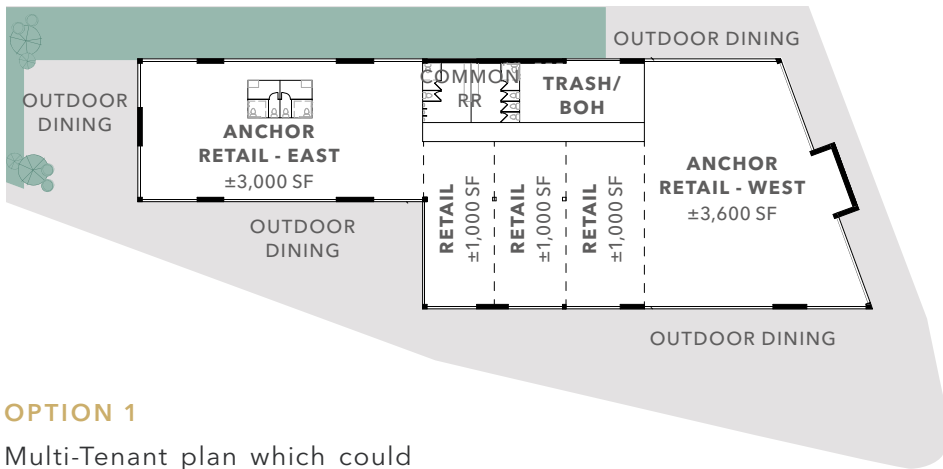 OUTDOOR DINING
COMMON
RR
TRASH/
BOH
OUTDOOR
DINING
ANCHOR
RETAIL - EAST
±3,000 SF
ANCHOR
RETAIL - WEST
±3,600 SF
RETAIL
±1,000 SF
RETAIL
±1,000 SF
RETAIL
±1,000 SF
OUTDOOR
DINING
OUTDOOR DINING
OPTION 1
Multi-Tenant plan which could